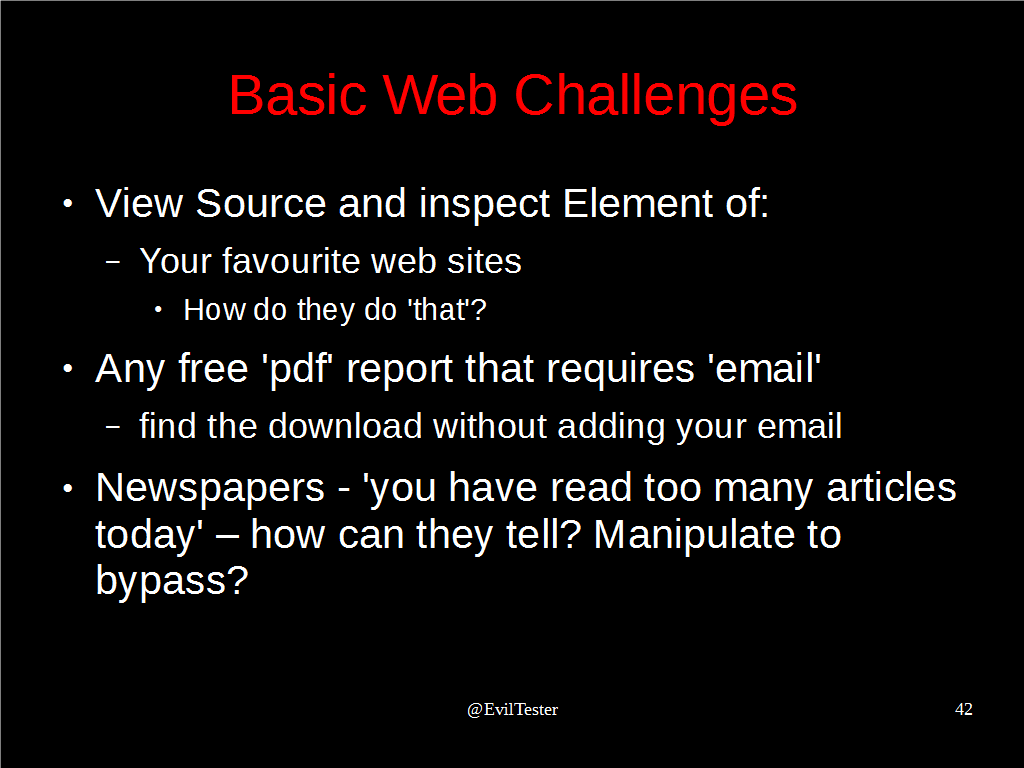 Basic Web Challenges
• View Source and inspect Element of:
– Your favourite web sites
• How do they do 'that'?
• Any free 'pdf' report that requires 'email'
– find the download without adding your email
• Newspapers - 'you have read too many articles
today' – how can they tell? Manipulate to
bypass?
@EvilTester
42